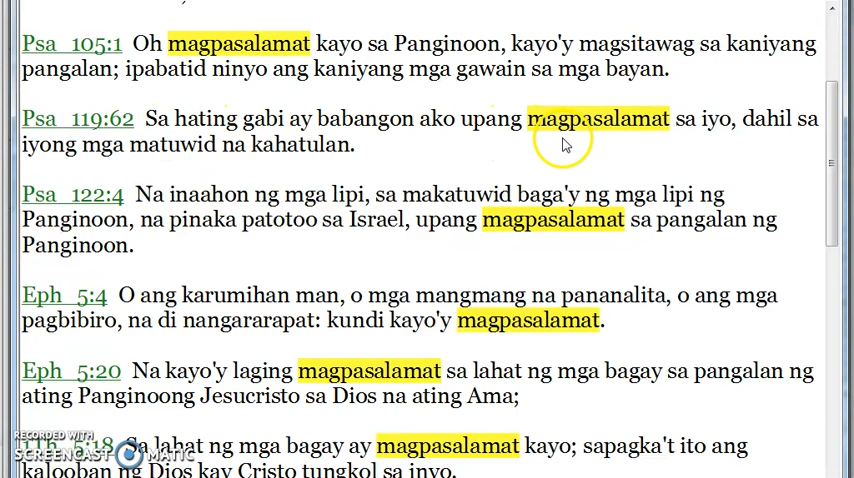 Psa 105:1 Oh magpasalamat kayo sa Panginoon, kayo'y magsitawag sa kaniyang
pangalan; ipabatid ninyo ang kaniyang mga gawain sa mga bayan.
Psa 119:62 Sa hating gabi ay babangon ako upang magpasalamat sa iyo, dahil sa
iyong mga matuwid na kahatulan.
Psa 122:4 Na inaahon ng mga lipi, sa makatuwid baga'y ng mga lipi ng
Panginoon, na pinaka patotoo sa Israel, upang magpasalamat sa pangalan ng
Panginoon.
Eph 5:4 O ang karumihan man, o mga mangmang na pananalita, o ang mga
pagbibiro, na di nangararapat: kundi kayo'y magpasalamat.
Eph 5:20 Na kayo'y laging magpasalamat sa lahat ng mga bagay sa pangalan ng
ating Panginoong Jesucristo sa Dios na ating Ama;
1Th 5:18 Sa lahat ng mga bagay ay magpasalamat kayo; sapagka't ito ang
kalooban ng Dios kay Cristo tungkol sa inyo.
RECORDED WITH
SCREENCAST MATIC